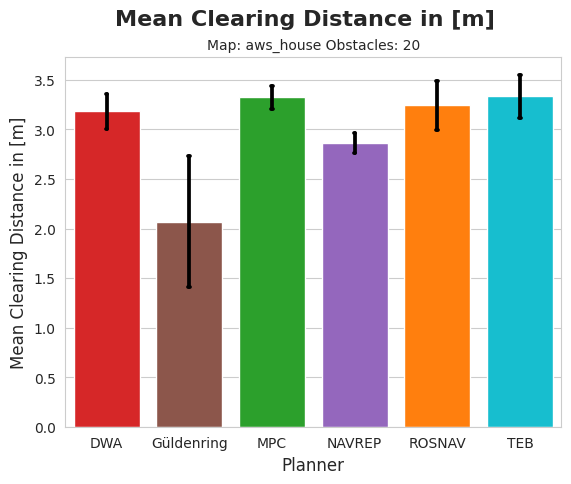 Mean Clearing Distance in [m]
Map: aws_house Obstacles: 20
Mean Clearing Distance in [m]
3.5
3.0
2.5
2.0
1.5
1.0
0.5
0.0
DWA Güldenring MPC NAVREP ROSNAV TEB
Planner